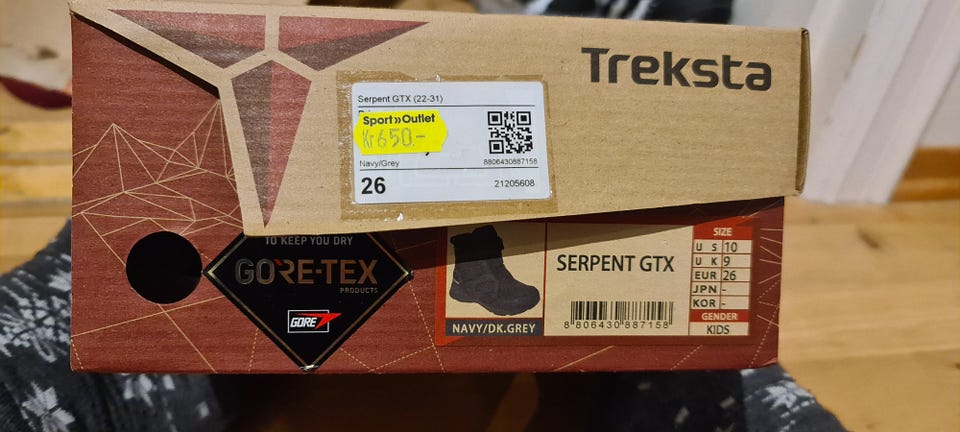 Treksta
Serpent GTX (22-31)
Sport»Outlet
Kr 650.-
Navy/Grey
8806430887158
26
21205608
TO KEEP YOU DRY
GORE-TEX
PRODUCTS
GORE
NAVY/DK.GREY
SERPENT GTX
8 806430 887158
SIZE
US 10
UK 9
EUR 26
JPN -
KOR -
GENDER
KIDS